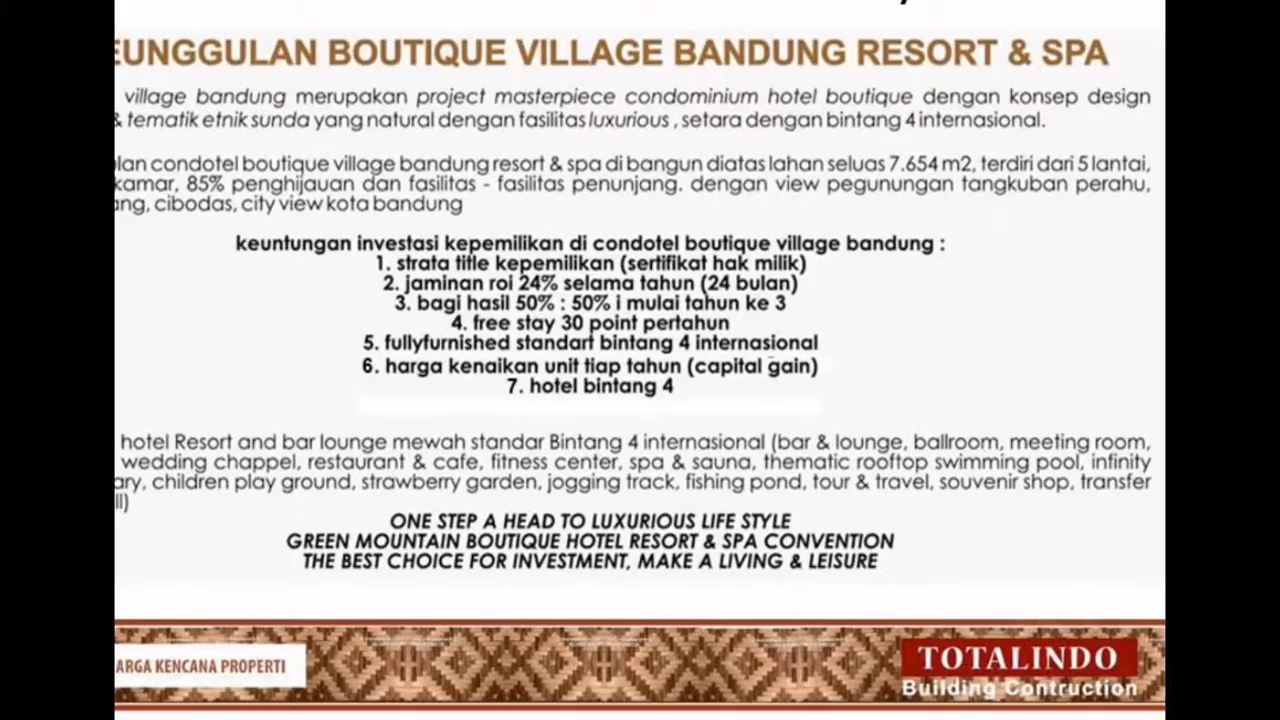 EUNGGULAN BOUTIQUE VILLAGE BANDUNG RESORT & SPA
village bandung merupakan project masterpiece condominium hotel boutique dengan konsep design
& tematik etnik sunda yang natural dengan fasilitas luxurious , setara dengan bintang 4 internasional.
lan condotel boutique village bandung resort & spa di bangun diatas lahan seluas 7.654 m2, terdiri dari 5 lantai,
kamar, 85% penghijauan dan fasilitas - fasilitas penunjang. dengan view pegunungan tangkuban perahu,
ang, cibodas, city view kota bandung
keuntungan investasi kepemilikan di condotel boutique village bandung :
1. strata title kepemilikan (sertifikat hak milik)
2. jaminan roi 24% selama tahun (24 bulan)
3. bagi hasil 50% : 50% i mulai tahun ke 3
4. free stay 30 point pertahun
5. fullyfurnished standart bintang 4 internasional
6. harga kenaikan unit tiap tahun (capital gain)
7. hotel bintang 4
hotel Resort and bar lounge mewah standar Bintang 4 internasional (bar & lounge, ballroom, meeting room,
wedding chappel, restaurant & cafe, fitness center, spa & sauna, thematic rooftop swimming pool, infinity
ary, children play ground, strawberry garden, jogging track, fishing pond, tour & travel, souvenir shop, transfer
ll)
ONE STEP A HEAD TO LUXURIOUS LIFE STYLE
GREEN MOUNTAIN BOUTIQUE HOTEL RESORT & SPA CONVENTION
THE BEST CHOICE FOR INVESTMENT, MAKE A LIVING & LEISURE
ARGA KENCANA PROPERTI
TOTALINDO
Building Contruction